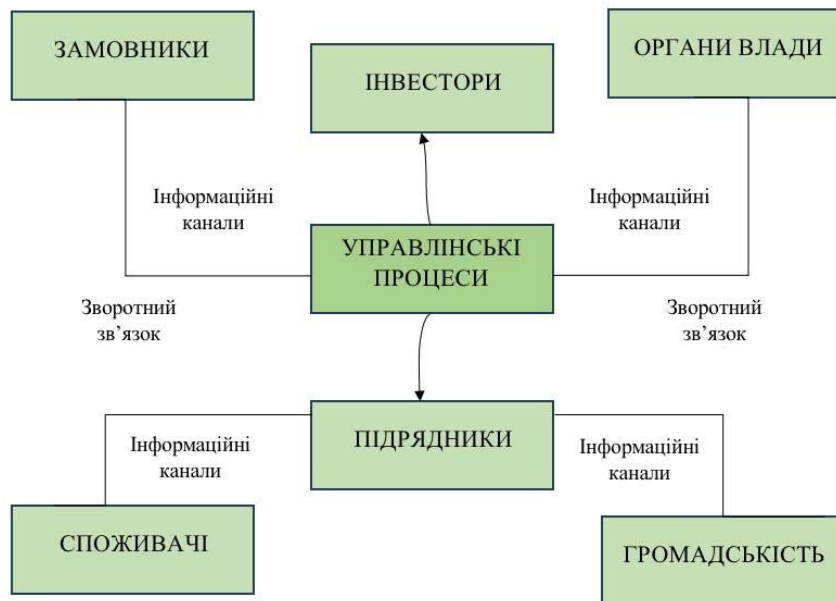 ЗАМОВНИКИ
ІНВЕСТОРИ
ОРГАНИ ВЛАДИ
Інформаційні
канали
Інформаційні
канали
УПРАВЛІНСЬКІ
ПРОЦЕСИ
Зворотний
зв’язок
Зворотний
зв’язок
ПІДРЯДНИКИ
Інформаційні
канали
Інформаційні
канали
СПОЖИВАЧІ
ГРОМАДСЬКІСТЬ